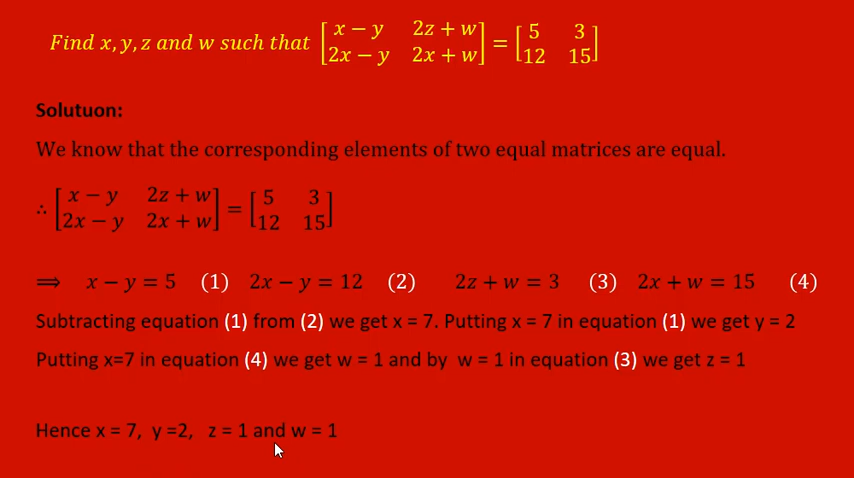 Find x, y, z and w such that [x − y 2z + w 2x − y 2x + w] = [5 3 12 15]
Solutuon:
We know that the corresponding elements of two equal matrices are equal.
∴ [x − y 2z + w 2x − y 2x + w] = [5 3 12 15]
⟹ x − y = 5 (1) 2x − y = 12 (2) 2z + w = 3 (3) 2x + w = 15 (4)
Subtracting equation (1) from (2) we get x = 7. Putting x = 7 in equation (1) we get y = 2
Putting x=7 in equation (4) we get w = 1 and by w = 1 in equation (3) we get z = 1
Hence x = 7, y =2, z = 1 and w = 1